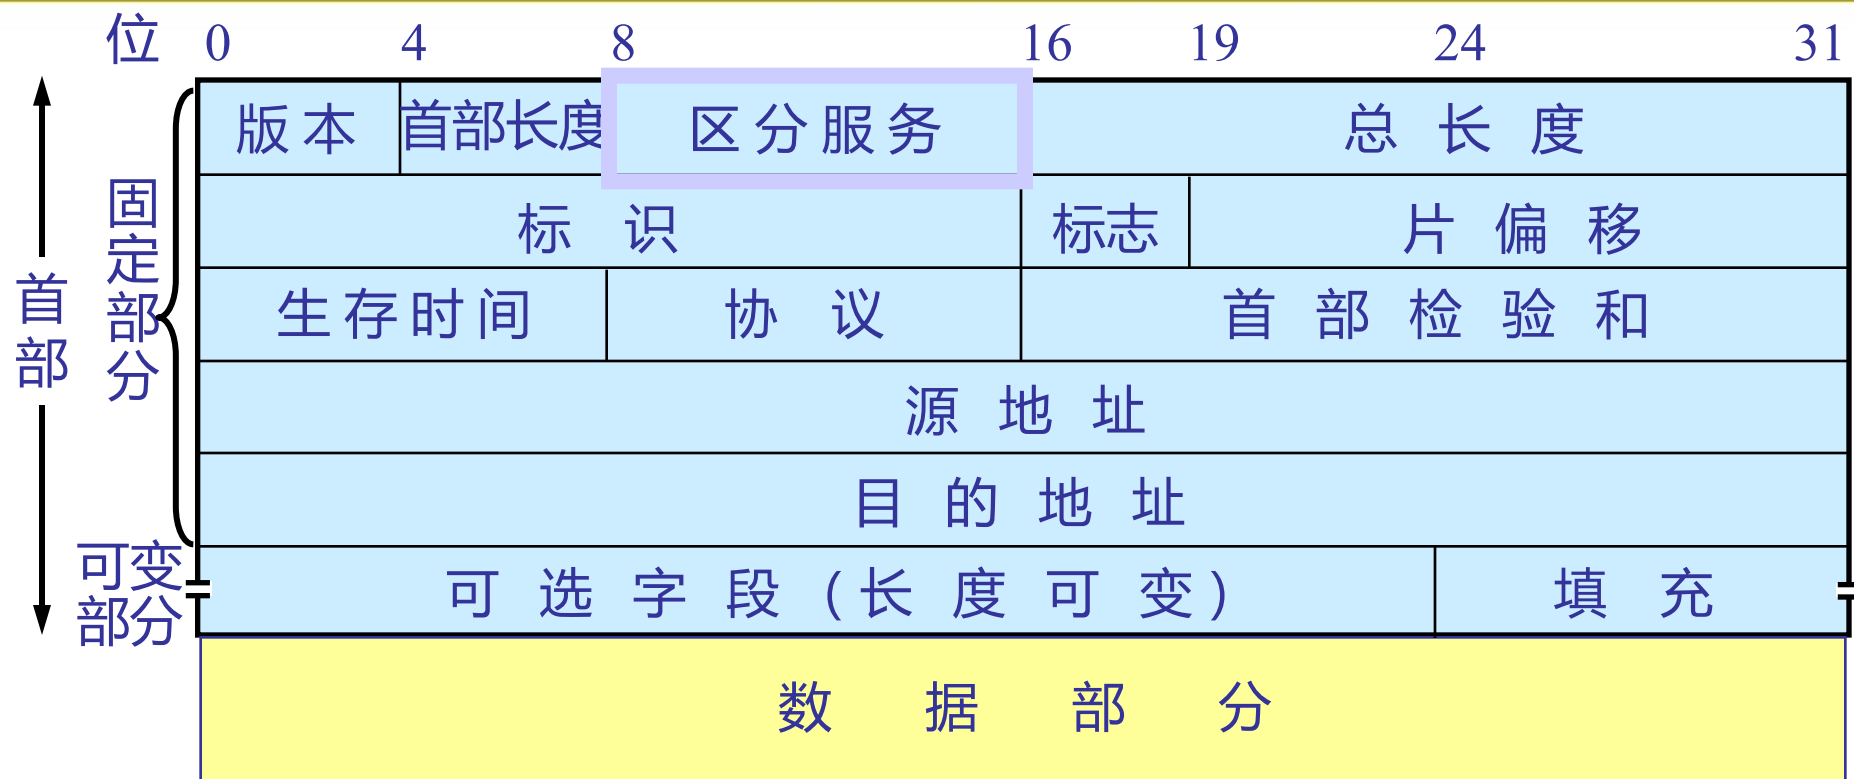 位 0 4 8 16 19 24 31
版本 首部长度 区分服务 总长度
标识 标志 片偏移
生存时间 协议 首部检验和
源地址
目的地址
可选字段(长度可变) 填充
数据部分
首部
固定部分
可变
部分